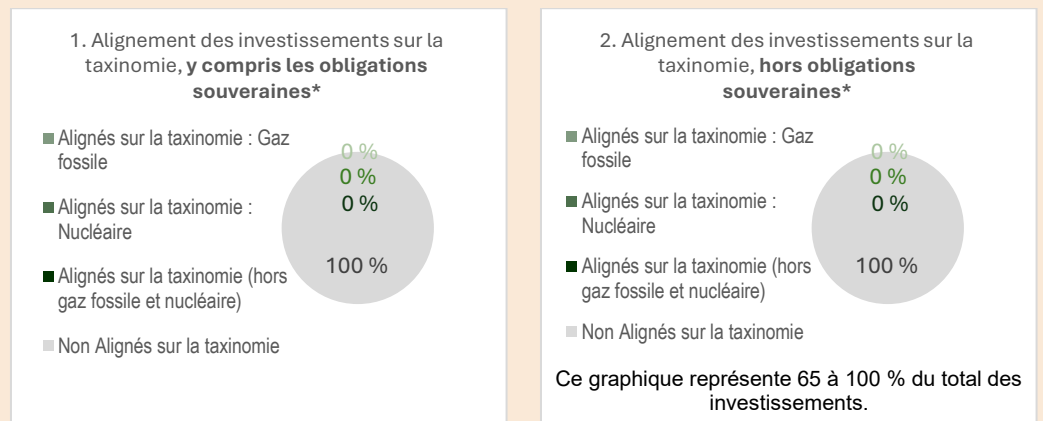 1. Alignement des investissements sur la
taxinomie, y compris les obligations
souveraines*
Alignés sur la taxinomie : Gaz
fossile
Alignés sur la taxinomie :
Nucléaire
Alignés sur la taxinomie (hors
gaz fossile et nucléaire)
Non Alignés sur la taxinomie
0 %
0 %
0 %
100 %
2. Alignement des investissements sur la
taxinomie, hors obligations
souveraines*
Alignés sur la taxinomie : Gaz
fossile
Alignés sur la taxinomie :
Nucléaire
Alignés sur la taxinomie (hors
gaz fossile et nucléaire)
Non Alignés sur la taxinomie
0 %
0 %
0 %
100 %
Ce graphique représente 65 à 100 % du total des
investissements.